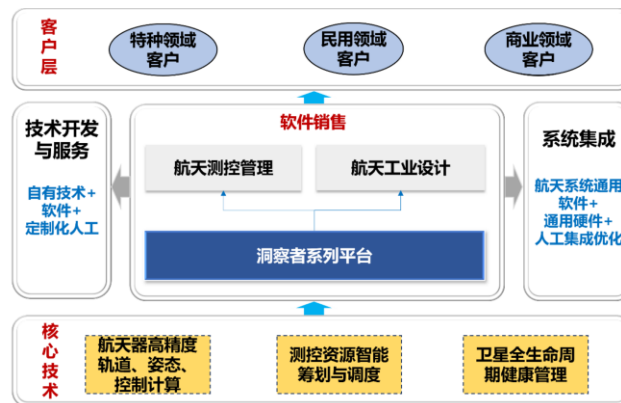 客户层
特种领域
客户
民用领域
客户
商业领域
客户
技术开发
与服务
自有技术+
软件+
定制化人工
软件销售
航天测控管理
航天工业设计
洞察者系列平台
系统集成
航天系统通用
软件+
通用硬件+
人工集成优化
核心技术
航天器高精度
轨道、姿态、
控制计算
测控资源智能
筹划与调度
卫星全生命周
期健康管理